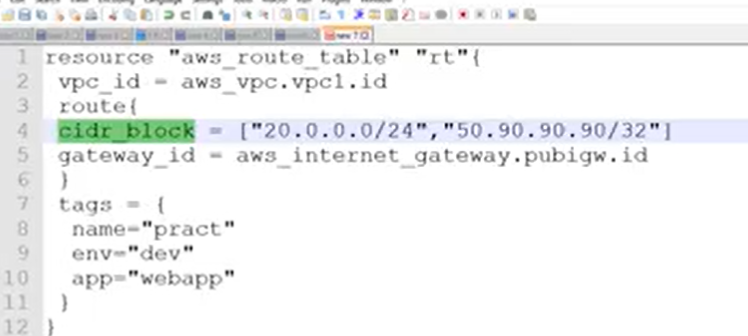 1 resource "aws_route_table" "rt"{
2 vpc_id = aws_vpc.vpc1.id
3 route{
4 cidr_block = ["20.0.0.0/24","50.90.90.90/32"]
5 gateway_id = aws_internet_gateway.pubigw.id
6 }
7 tags = {
8 name="pract"
9 env="dev"
10 app="webapp"
11 }
12 }